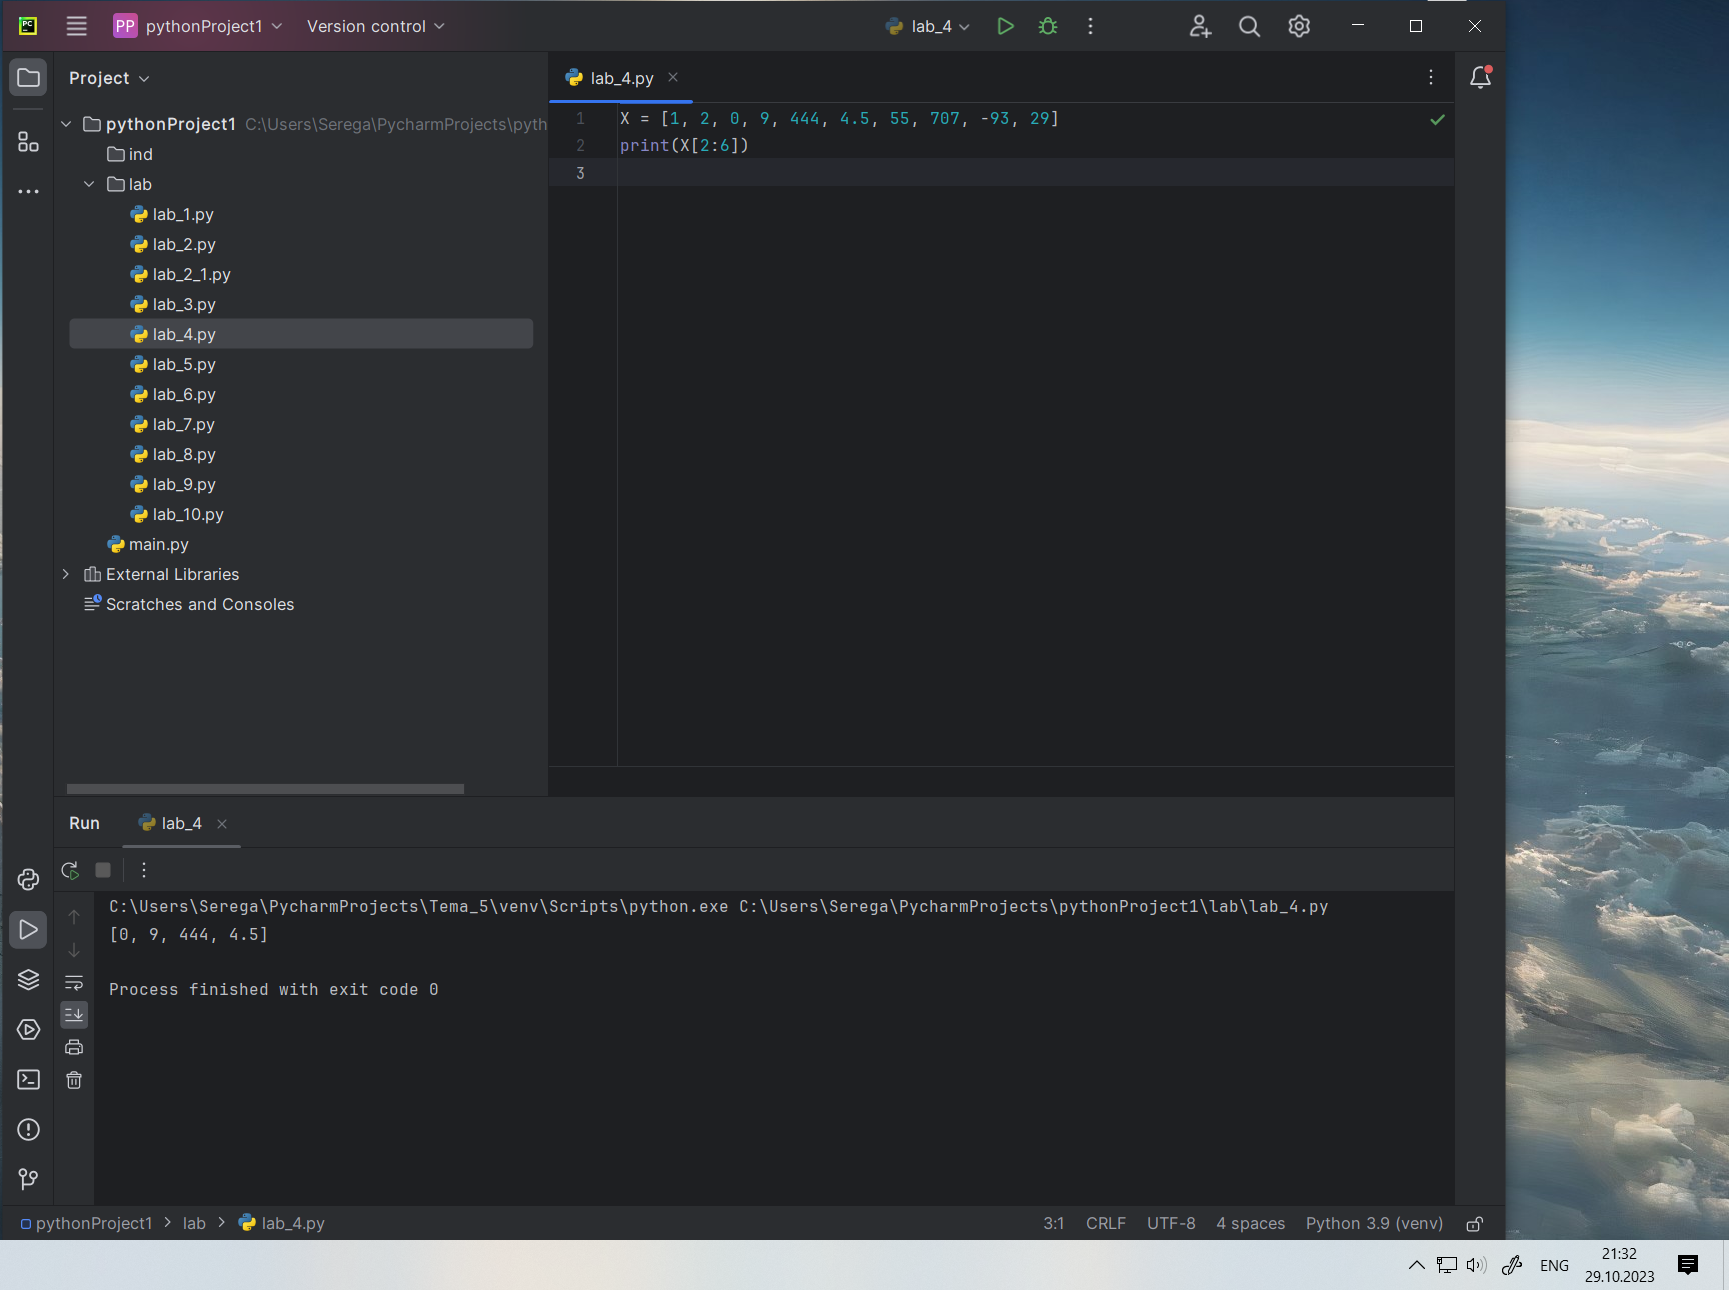 PC
PP pythonProject1 Version control lab_4
Project
lab_4.py
pythonProject1 C:\Users\Serega\PycharmProjects\pyth
ind
lab
lab_1.py
lab_2.py
lab_2_1.py
lab_3.py
lab_4.py
lab_5.py
lab_6.py
lab_7.py
lab_8.py
lab_9.py
lab_10.py
main.py
External Libraries
Scratches and Consoles
1 X = [1, 2, 0, 9, 444, 4.5, 55, 707, -93, 29]
2 print(X[2:6])
3
Run lab_4
C:\Users\Serega\PycharmProjects\Tema_5\venv\Scripts\python.exe C:\Users\Serega\PycharmProjects\pythonProject1\lab\lab_4.py
[0, 9, 444, 4.5]
Process finished with exit code 0
pythonProject1 lab lab_4.py 3:1 CRLF UTF-8 4 spaces Python 3.9 (venv)
ENG
21:32
29.10.2023